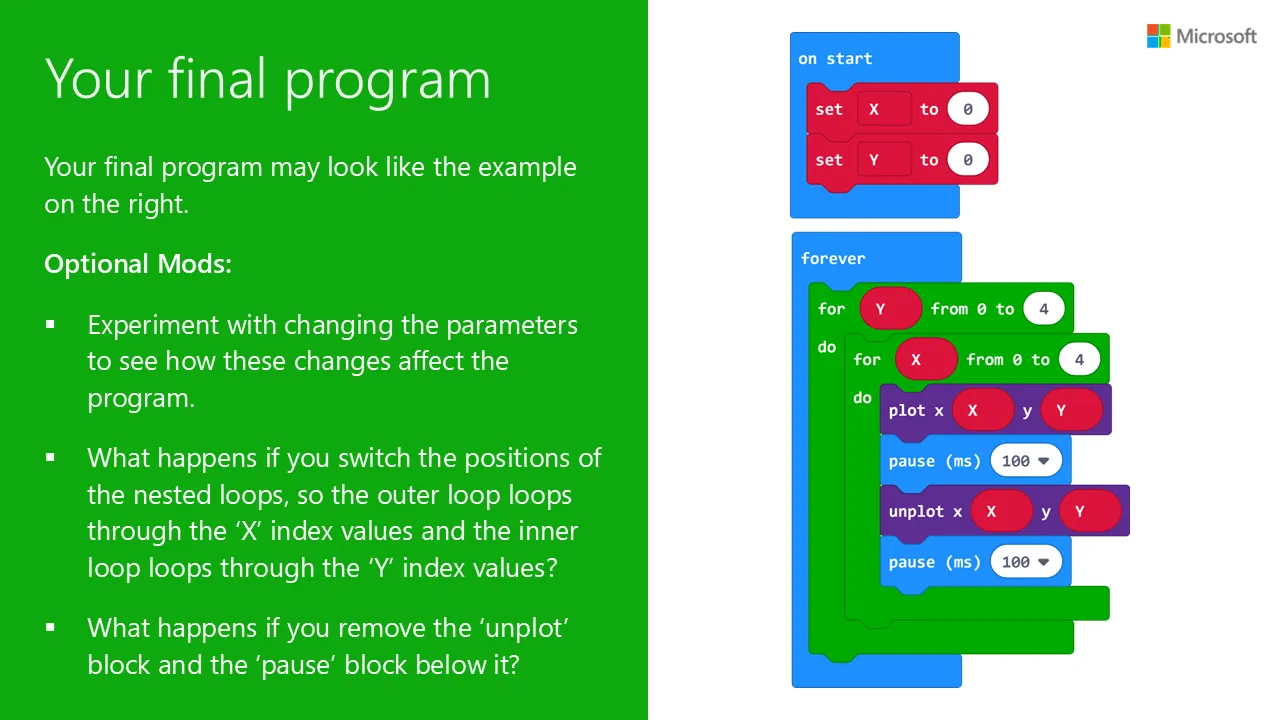 Your final program
Your final program may look like the example
on the right.
Optional Mods:
▪ Experiment with changing the parameters
to see how these changes affect the
program.
▪ What happens if you switch the positions of
the nested loops, so the outer loop loops
through the ‘X’ index values and the inner
loop loops through the ‘Y’ index values?
▪ What happens if you remove the ‘unplot’
block and the ‘pause’ block below it?
Microsoft
on start
set X to 0
set Y to 0
forever
for Y from 0 to 4
do
for X from 0 to 4
do
plot x X y Y
pause (ms) 100
unplot x X y Y
pause (ms) 100